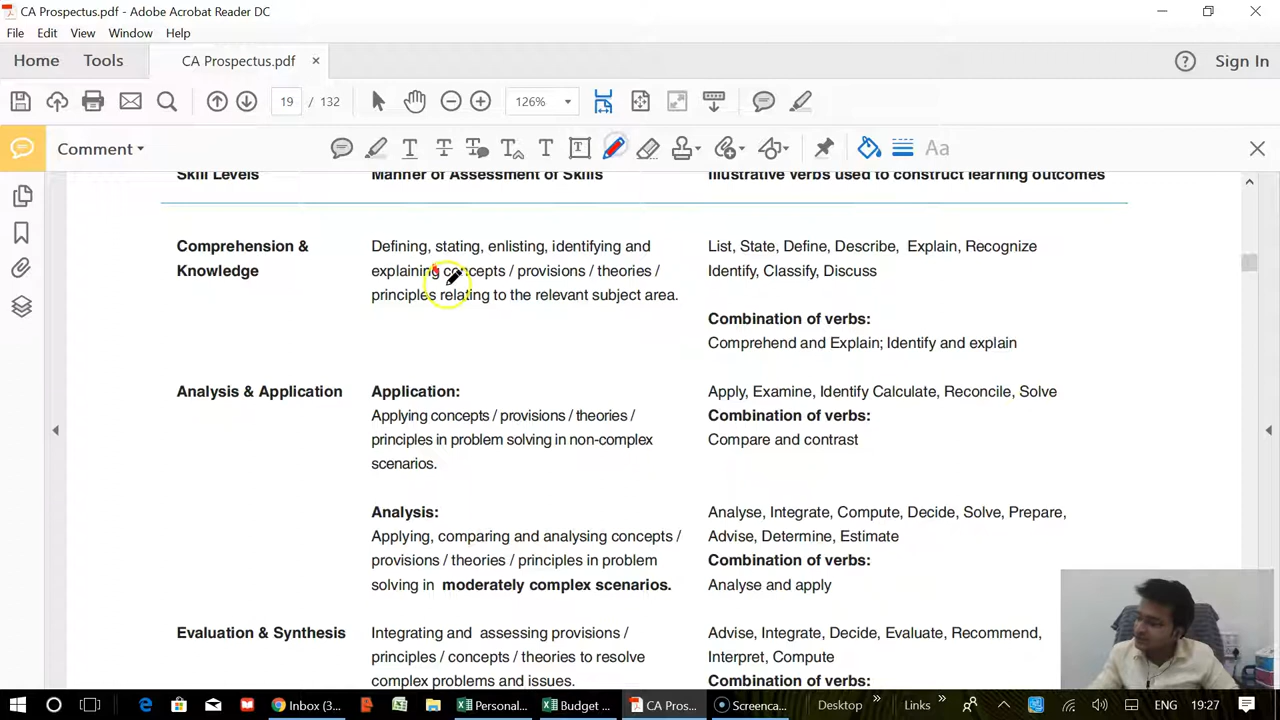 CA Prospectus.pdf - Adobe Acrobat Reader DC
File Edit View Window Help
Home Tools CA Prospectus.pdf × ? Sign In
19 / 132 126%
Comment
Skill Levels Manner of Assessment of Skills Illustrative verbs used to construct learning outcomes
Comprehension & Defining, stating, enlisting, identifying and List, State, Define, Describe, Explain, Recognize
Knowledge explaining concepts / provisions / theories / Identify, Classify, Discuss
principles relating to the relevant subject area.
Combination of verbs:
Comprehend and Explain; Identify and explain
Analysis & Application Application: Apply, Examine, Identify Calculate, Reconcile, Solve
Applying concepts / provisions / theories / Combination of verbs:
principles in problem solving in non-complex Compare and contrast
scenarios.
Analysis: Analyse, Integrate, Compute, Decide, Solve, Prepare,
Applying, comparing and analysing concepts / Advise, Determine, Estimate
provisions / theories / principles in problem Combination of verbs:
solving in moderately complex scenarios. Analyse and apply
Evaluation & Synthesis Integrating and assessing provisions / Advise, Integrate, Decide, Evaluate, Recommend,
principles / concepts / theories to resolve Interpret, Compute
complex problems and issues. Combination of verbs:
Inbox (3... Personal... Budget ... CA Pros... Screenca... Desktop Links ENG 19:27